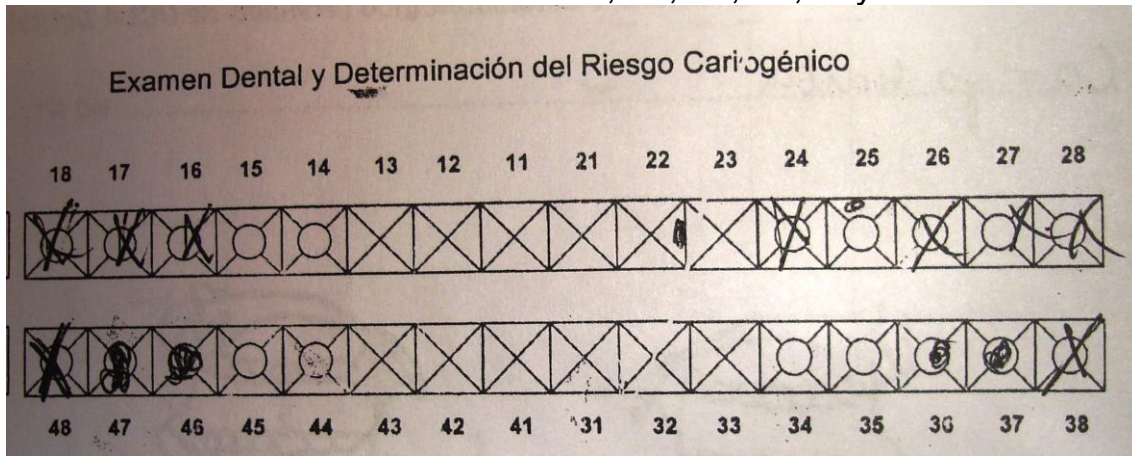 Examen Dental y Determinación del Riesgo Cariogénico
18 17 16 15 14 13 12 11 21 22 23 24 25 26 27 28
48 47 46 45 44 43 42 41 31 32 33 34 35 36 37 38